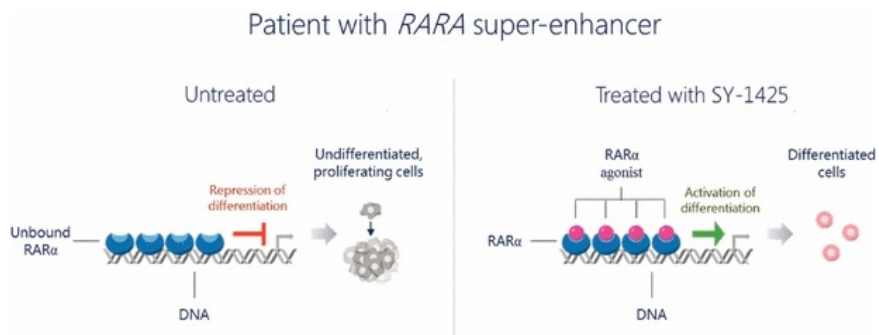 Patient with RARA super-enhancer
Untreated
Undifferentiated,
proliferating cells
Repression of
differentiation
Unbound
RARα
DNA
Treated with SY-1425
RARα
agonist
Differentiated
cells
Activation of
differentiation
RARα
DNA